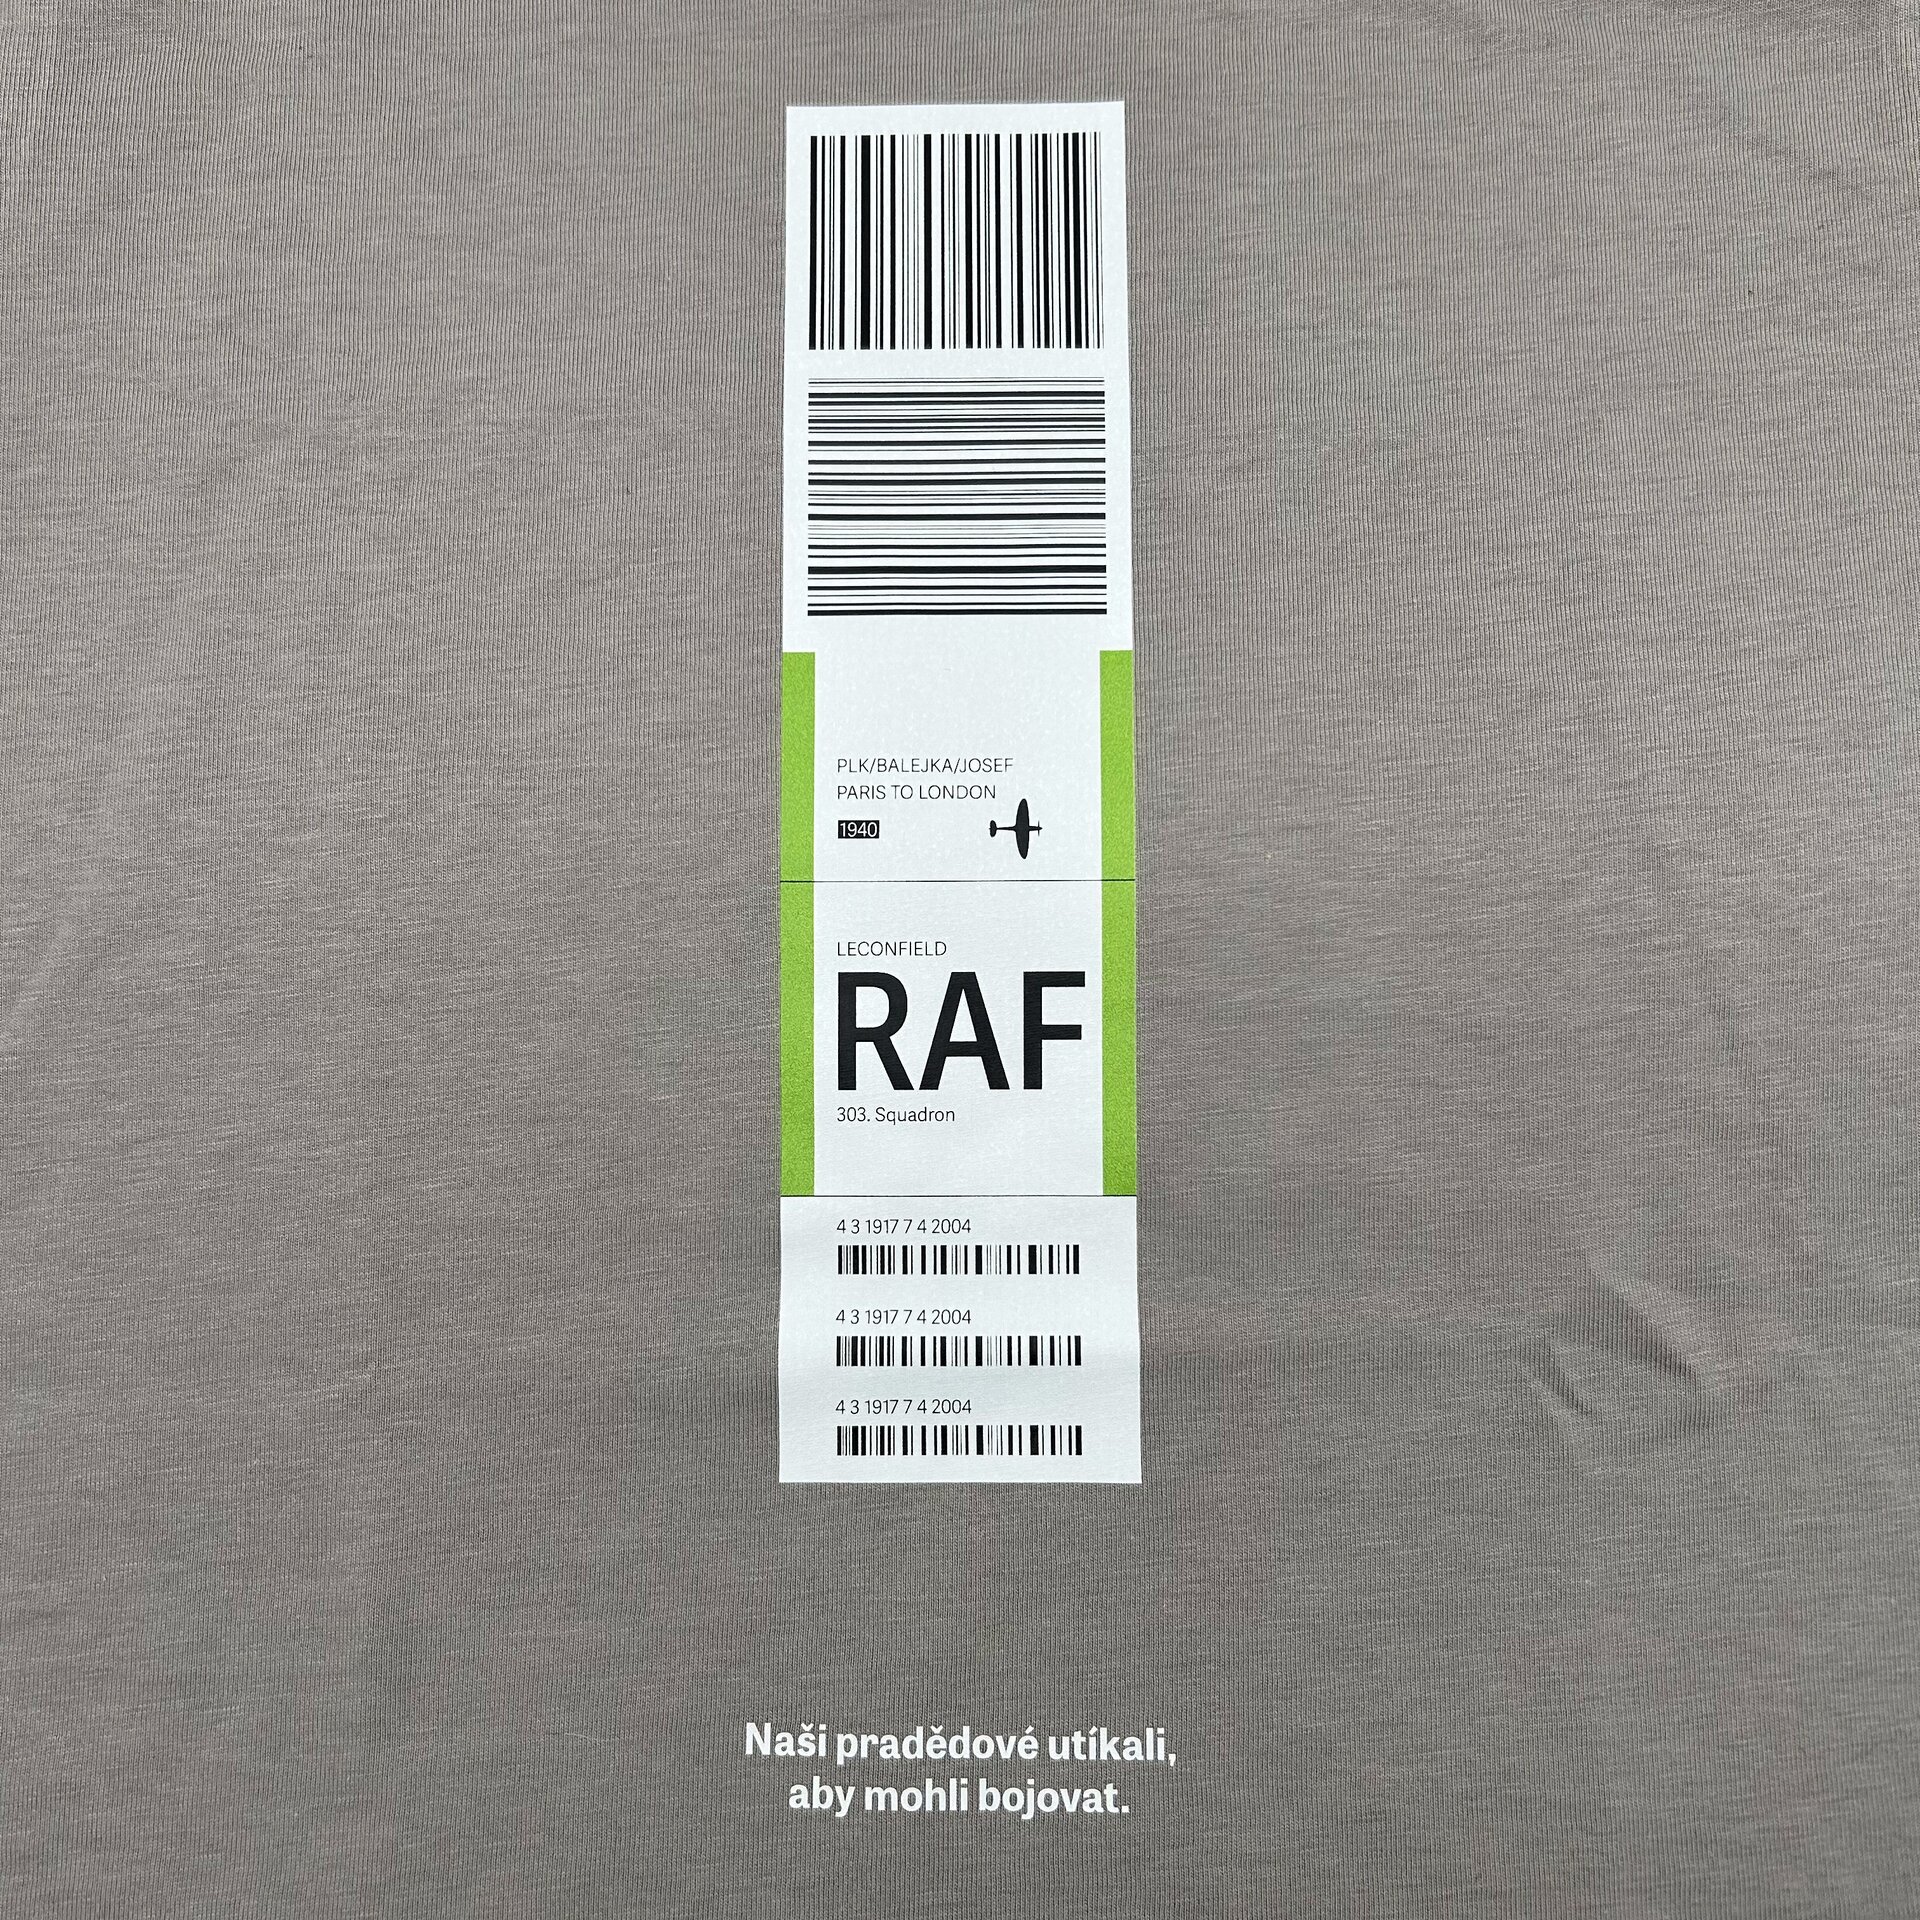 PLK/BALEJKA/JOSEF
PARIS TO LONDON
1940
LECONFIELD
RAF
303. Squadron
4 3 1917 7 4 2004
4 3 1917 7 4 2004
4 3 1917 7 4 2004
Naši pradědové utíkali,
aby mohli bojovat.